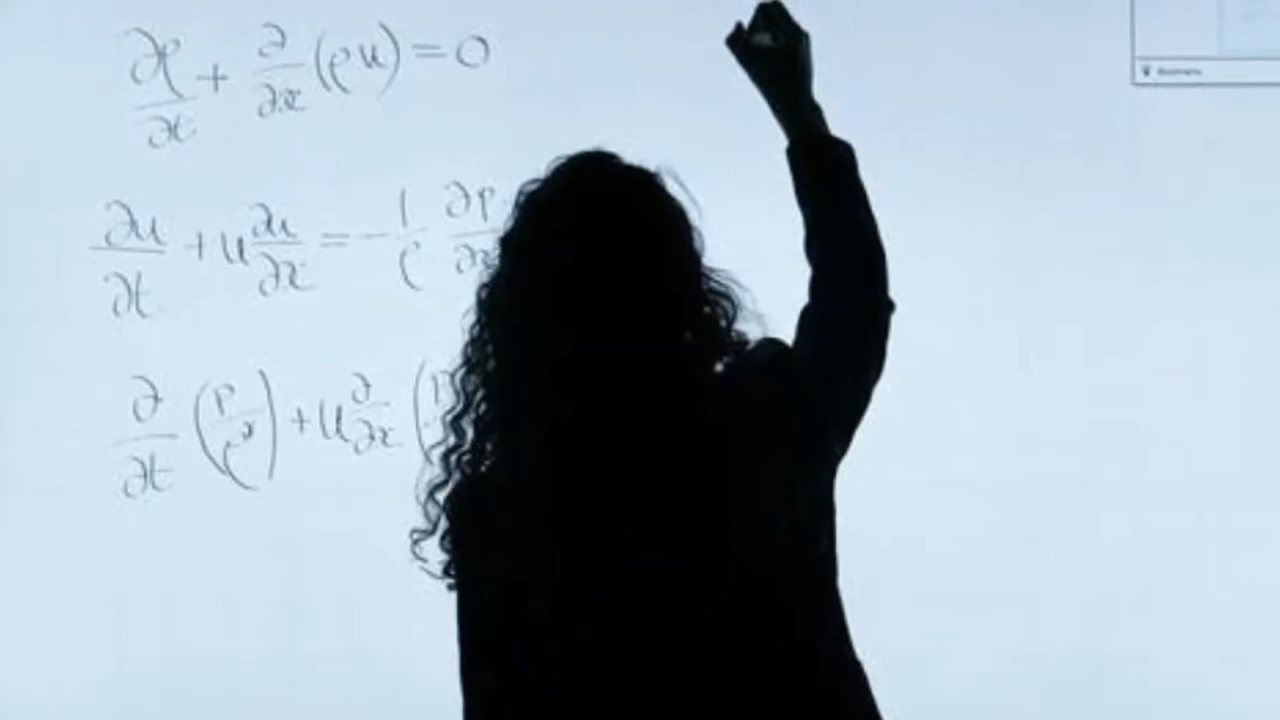 ∂ρ/∂t + ∂/∂x (ρu) = 0
∂u/∂t + u ∂u/∂x = - 1/ρ ∂p/∂x
∂/∂t (p/ρ^γ) + u ∂/∂x (p